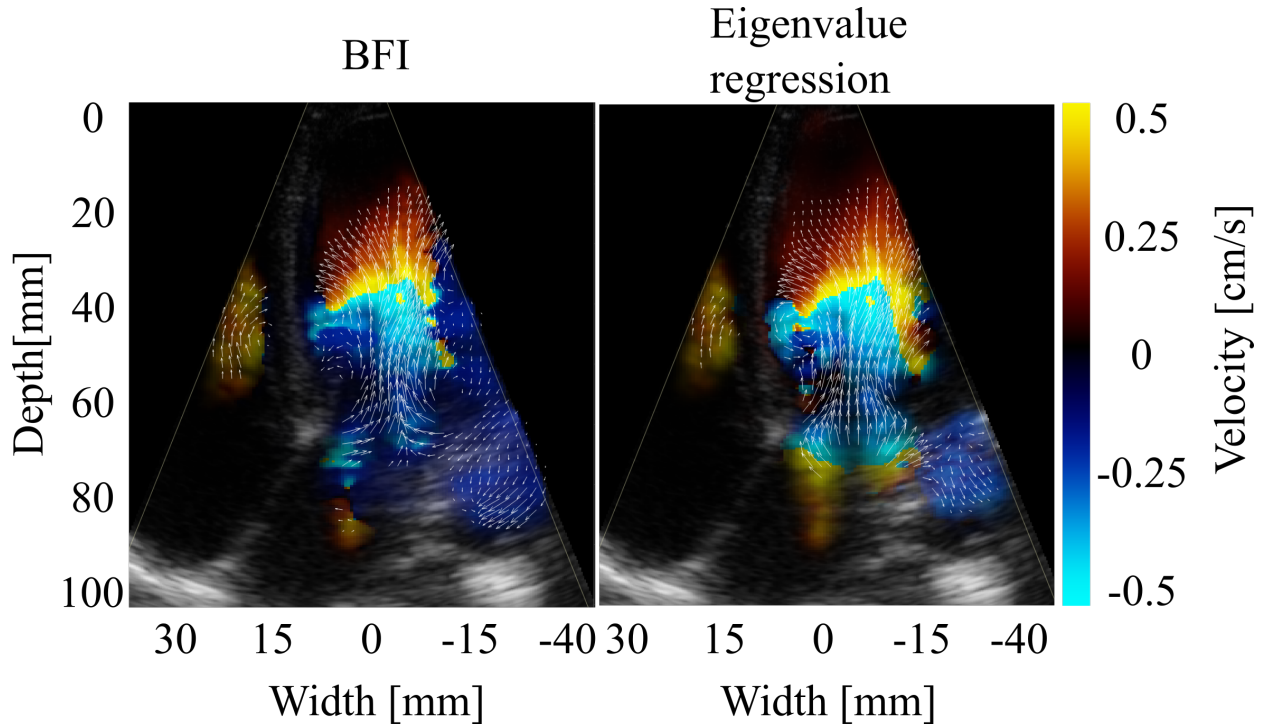 BFI
Eigenvalue
regression
0
20
40
60
80
100
Depth[mm]
30 15 0 -15 -40
Width [mm]
30 15 0 -15 -40
Width [mm]
0.5
0.25
0
-0.25
-0.5
Velocity [cm/s]